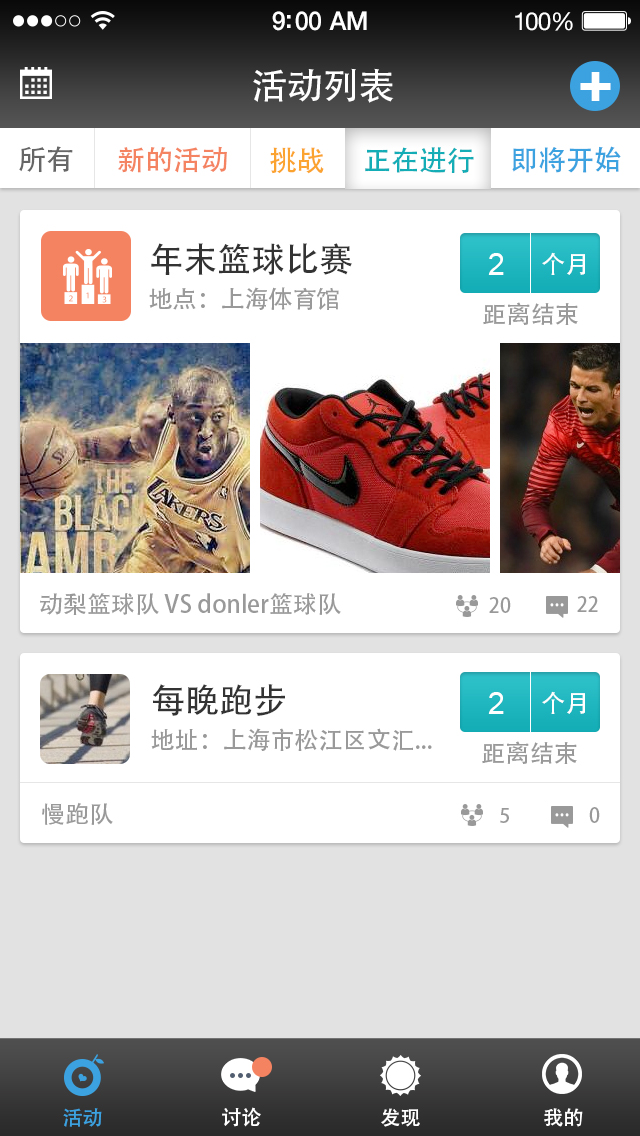 9:00 AM 100%
活动列表
所有 新的活动 挑战 正在进行 即将开始
年末篮球比赛 2 个月
地点：上海体育馆 距离结束
2 1 3
THE
BLACK
LAKERS
动梨篮球队 VS donler篮球队 20 22
每晚跑步 2 个月
地址：上海市松江区文汇... 距离结束
慢跑队 5 0
活动 讨论 发现 我的